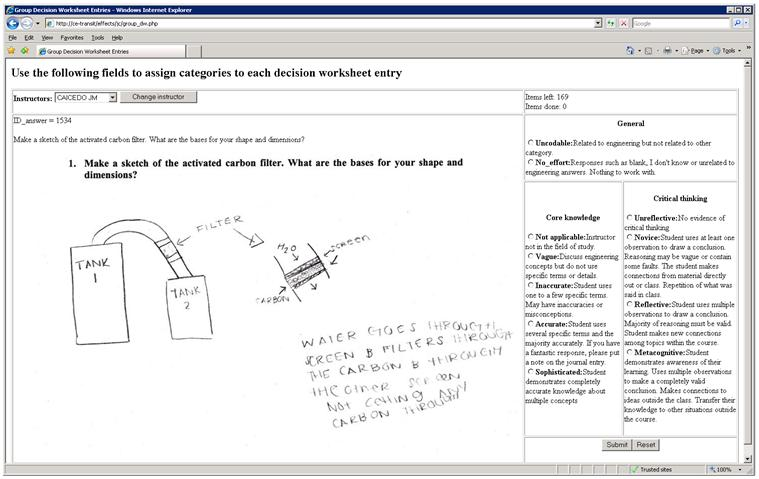 Group Decision Worksheet Entries - Windows Internet Explorer
http://ce-transit/effects/jc/group_dw.php
Google
File Edit View Favorites Tools Help
Group Decision Worksheet Entries
Page Tools
Use the following fields to assign categories to each decision worksheet entry
Instructors: CAICEDO JM Change instructor
Items left: 169
Items done: 0
ID_answer = 1534
Make a sketch of the activated carbon filter. What are the bases for your shape and dimensions?
1. Make a sketch of the activated carbon filter. What are the bases for your shape and
dimensions?
FILTER
TANK
1
TANK
2
H2O
SCREEN
CARBON
WATER GOES THROUGH
SCREEN & FILTERS THROUGH
THE CARBON & THROUGH
THE OTHER SCREEN
NOT LETTING ANY
CARBON THROUGH
General
Uncodable:Related to engineering but not related to other
category.
No_effort:Responses such as blank, I don't know or unrelated to
engineering answers. Nothing to work with.
Core knowledge
Not applicable:Instructor
not in the field of study.
Vague:Discuss engineering
concepts but do not use
specific terms or details.
Inaccurate:Student uses
one to a few specific terms.
May have inaccuracies or
misconceptions.
Accurate:Student uses
several specific terms and the
majority accurately. If you have
a fantastic response, please put
a note on the journal entry.
Sophisticated:Student
demonstrates completely
accurate knowledge about
multiple concepts
Critical thinking
Unreflective:No evidence of
critical thinking
Novice:Student uses at least one
observation to draw a conclusion.
Reasoning may be vague or contain
some faults. The student makes
connections from material directly
out or class. Repetition of what was
said in class.
Reflective:Student uses multiple
observations to draw a conclusion.
Majority of reasoning must be valid.
Student makes new connections
among topics within the course.
Metacognitive:Student
demonstrates awareness of their
learning. Uses multiple observations
to make a completely valid
conclusion. Makes connections to
ideas outside the class. Transfer their
knowledge to other situations outside
the course.
Submit Reset
Trusted sites
100%